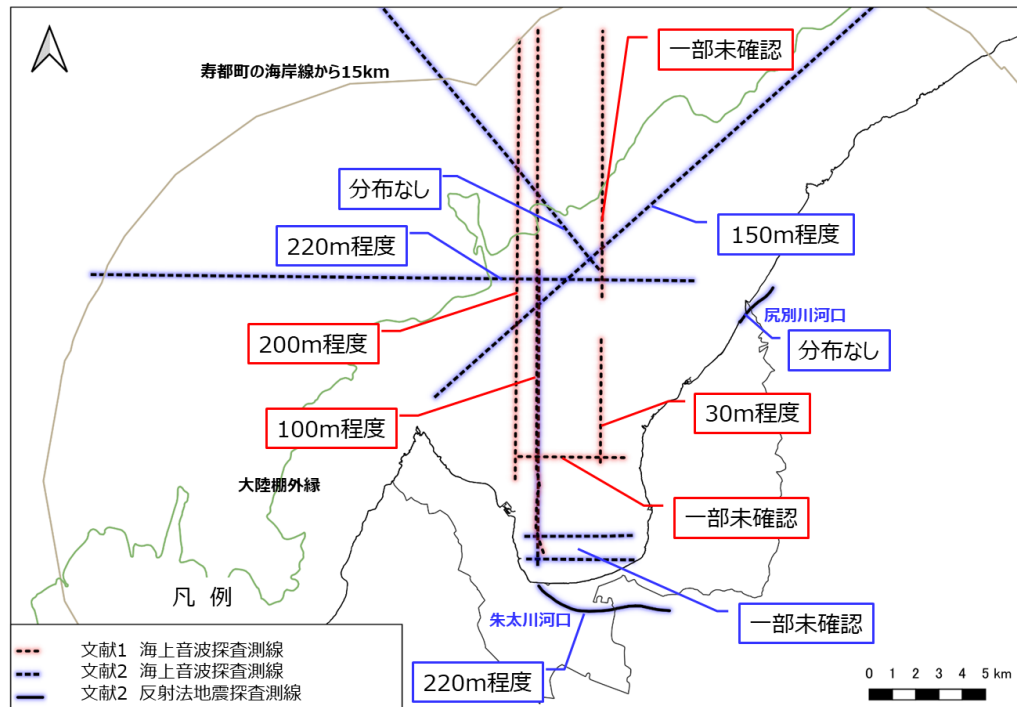 一部未確認
寿都町の海岸線から15km
分布なし
150m程度
220m程度
尻別川河口
200m程度
分布なし
100m程度
30m程度
大陸棚外縁
一部未確認
凡 例
朱太川河口
一部未確認
文献1 海上音波探査測線
文献2 海上音波探査測線
文献2 反射法地震探査測線
220m程度
0 1 2 3 4 5 km